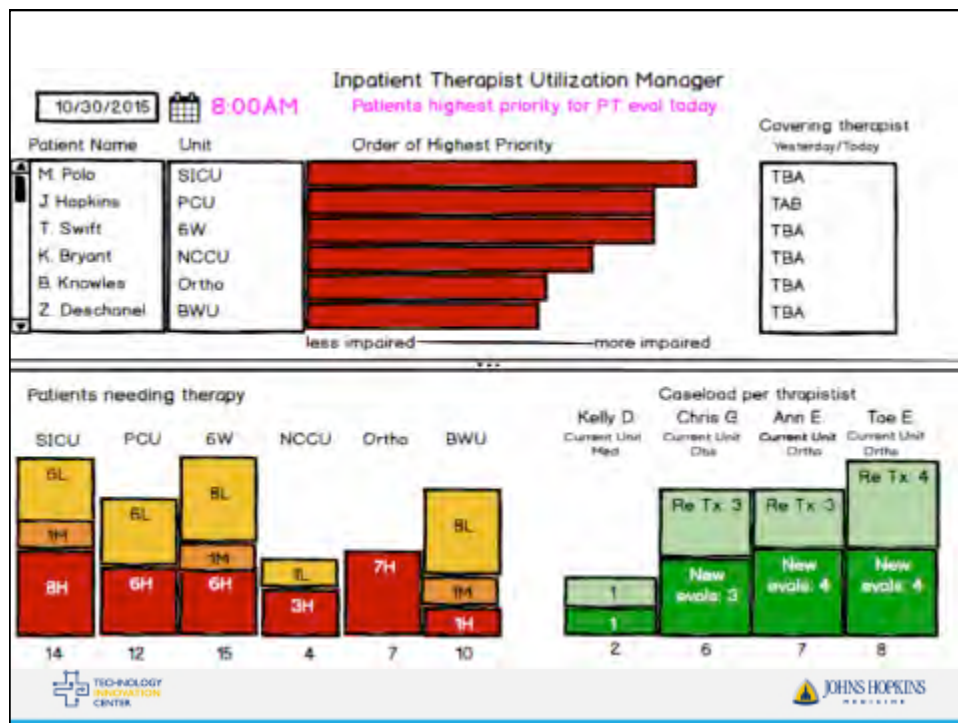 Inpatient Therapist Utilization Manager
10/30/2015 8:00AM Patients highest priority for PT eval today
Covering therapist
Patient Name Unit Order of Highest Priority Yesterday/Today
M. Polo SICU TBA
J Hopkins PCU TAB
T. Swift 6W TBA
K. Bryant NCCU TBA
B. Knowles Ortho TBA
Z. Deschanel BWU TBA
less impaired more impaired
Patients needing therapy Caseload per thrapistist
Kelly D. Chris G Ann E. Tae E.
SICU PCU 6W NCCU Ortho BWU Current Unit Current Unit Current Unit Current Unit
Med Ortho Ortho
6L 6L 8L 1L 7H 8L Re Tx: 3 Re Tx: 3 Re Tx: 4
1M 1M 1M 1
8H 6H 6H 3H 1H 1 New evals: 3 New evals: 4 New evals: 4
14 12 15 4 7 10 2 6 7 8
TECHNOLOGY
INNOVATION
CENTER
JOHNS HOPKINS
MEDICINE